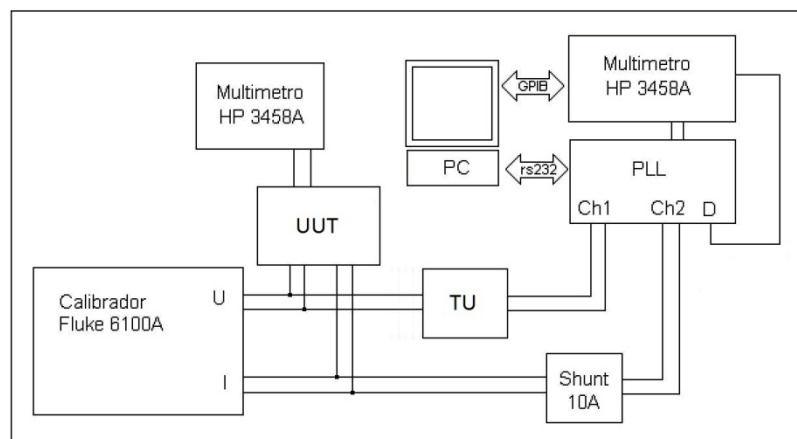 Multimetro
HP 3458A
Multimetro
HP 3458A
GPIB
PC
rs232
PLL
Ch1
Ch2
D
UUT
Calibrador
Fluke 6100A
U
I
TU
Shunt
10A